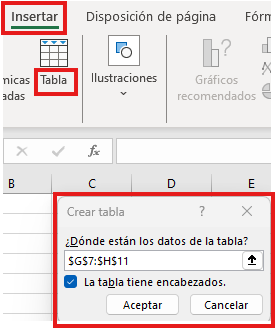 Insertar Disposición de página Fórm
micas
adas
Tabla
Ilustraciones
Gráficos
recomendados
fx
B C D E
Crear tabla ? ×
¿Dónde están los datos de la tabla?
$G$7:$H$11
La tabla tiene encabezados.
Aceptar Cancelar